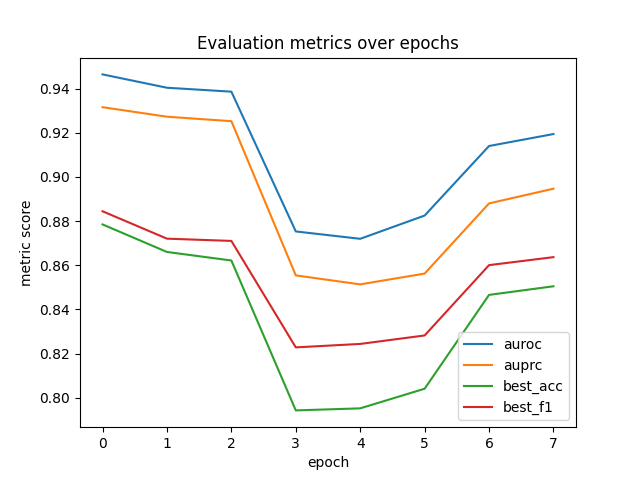 Evaluation metrics over epochs
metric score
0.94
0.92
0.90
0.88
0.86
0.84
0.82
0.80
0 1 2 3 4 5 6 7
epoch
auroc
auprc
best_acc
best_f1